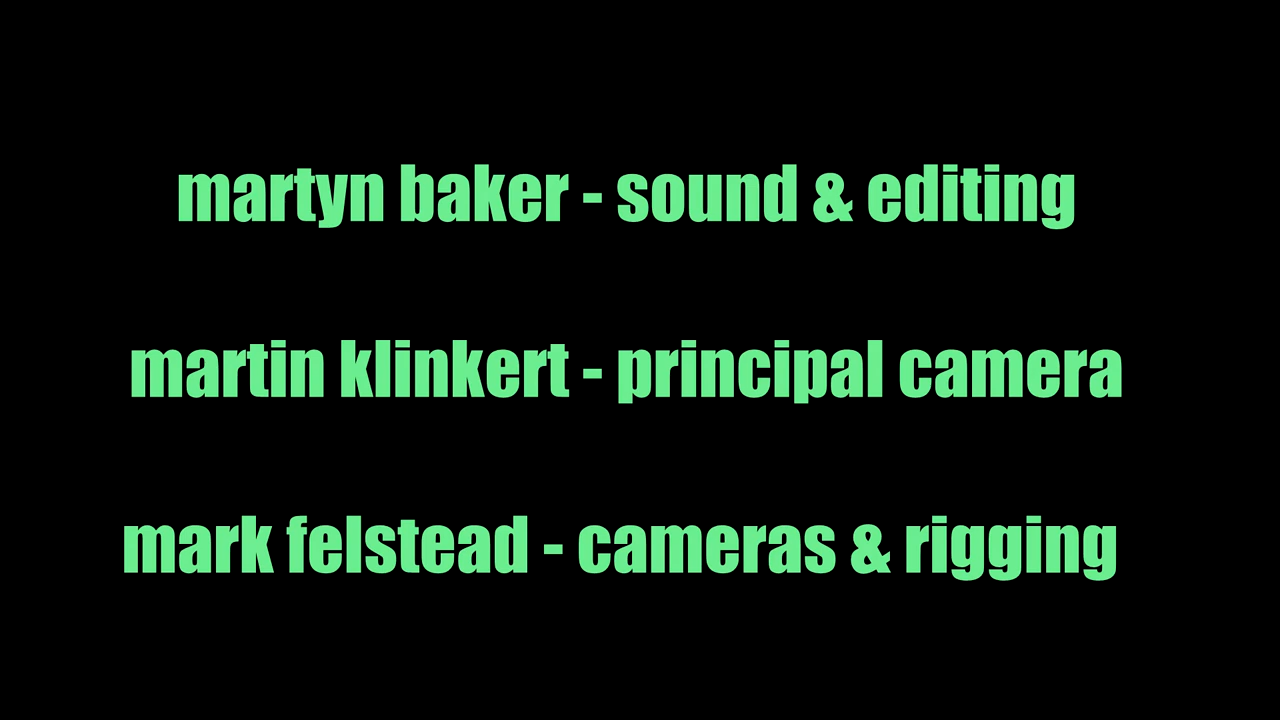 martyn baker - sound & editing
martin klinkert - principal camera
mark felstead - cameras & rigging